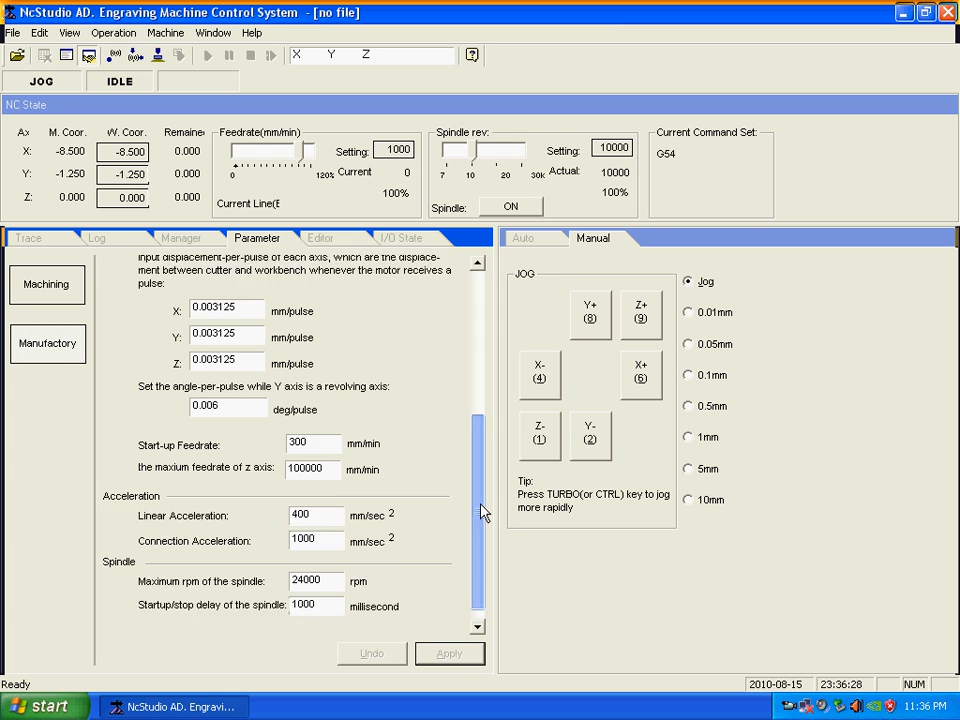 NcStudio AD. Engraving Machine Control System - [no file]
File Edit View Operation Machine Window Help
X Y Z
JOG IDLE
NC State
Ax M. Coor. W. Coor. Remaine
X: -8.500 -8.500 0.000
Y: -1.250 -1.250 0.000
Z: 0.000 0.000 0.000
Feedrate(mm/min)
Setting: 1000
Current 0
0 120%
100%
Current Line(E
Spindle rev:
Setting: 10000
7 10 20 30k
Actual: 10000
100%
Spindle: ON
Current Command Set:
G54
Trace Log Manager Parameter Editor I/O State
Machining
Manufactory
Input displacement-per-pulse of each axis, which are the displace-
ment between cutter and workbench whenever the motor receives a
pulse:
X: 0.003125 mm/pulse
Y: 0.003125 mm/pulse
Z: 0.003125 mm/pulse
Set the angle-per-pulse while Y axis is a revolving axis:
0.006 deg/pulse
Start-up Feedrate: 300 mm/min
the maxium feedrate of z axis: 100000 mm/min
Acceleration
Linear Acceleration: 400 mm/sec 2
Connection Acceleration: 1000 mm/sec 2
Spindle
Maximum rpm of the spindle: 24000 rpm
Startup/stop delay of the spindle: 1000 millisecond
Undo Apply
Auto Manual
JOG
Y+
(8)
Z+
(9)
X-
(4)
X+
(6)
Z-
(1)
Y-
(2)
Tip:
Press TURBO(or CTRL) key to jog
more rapidly
Jog
0.01mm
0.05mm
0.1mm
0.5mm
1mm
5mm
10mm
Ready 2010-08-15 23:36:28 NUM
start NcStudio AD. Engravi... 11:36 PM